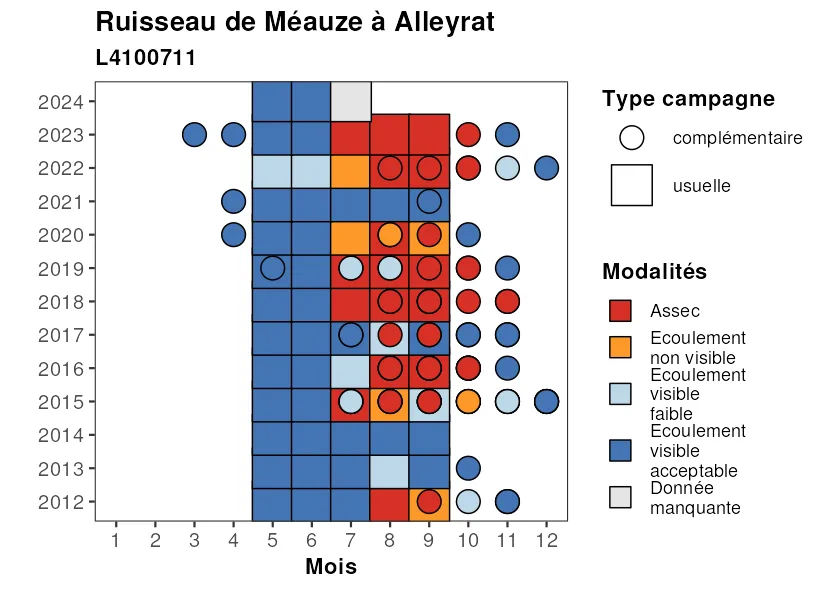 Ruisseau de Méauze à Alleyrat
L4100711
2024
2023
2022
2021
2020
2019
2018
2017
2016
2015
2014
2013
2012
1 2 3 4 5 6 7 8 9 10 11 12
Mois
Type campagne
complémentaire
usuelle
Modalités
Assec
Ecoulement
non visible
Ecoulement
visible
faible
Ecoulement
visible
acceptable
Donnée
manquante